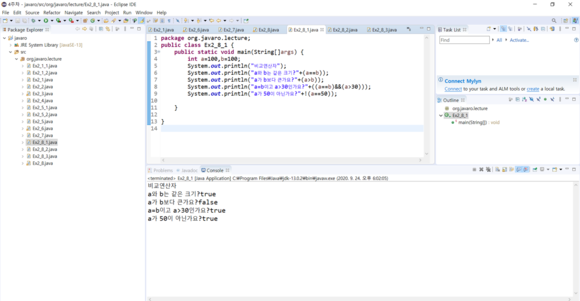 4주차 - javaro/src/org/javaro/lecture/Ex2_8_1.java - Eclipse IDE
File Edit Source Refactor Navigate Search Project Run Window Help
Package Explorer
javaro
JRE System Library [JavaSE-13]
src
org.javaro.lecture
Ex2_1_1.java
Ex2_1_2.java
Ex2_2.java
Ex2_3.java
Ex2_4.java
Ex2_5_1.java
Ex2_5_2.java
Ex2_5.java
Ex2_6.java
Ex2_7.java
Ex2_8_1.java
Ex2_8_2.java
Ex2_8_3.java
Ex2_8.java
Ex2_1.java
Ex2_8.java
Ex2_6.java
Ex2_7.java
Ex2_8_1.java
Ex2_8_2.java
Ex2_8_3.java
1 package org.javaro.lecture;
2 public class Ex2_8_1 {
3 public static void main(String[]args) {
4 int a=100,b=100;
5 System.out.println("비교연산자");
6 System.out.println("a와 b는 같은 크기?"+(a==b));
7 System.out.println("a가 b보다 큰가요?"+(a>b));
8 System.out.println("a=b이고 a>30인가요?"+((a==b)&&(a>30)));
9 System.out.println("a가 50이 아닌가요?"+!(a==50));
10
11 }
12
13 }
14
Task List
Find
All
Activate...
Connect Mylyn
Connect to your task and ALM tools or create a local task.
Outline
org.javaro.lecture
Ex2_8_1
main(String[]) : void
Problems Javadoc Console
<terminated> Ex2_8_1 [Java Application] C:\Program Files\Java\jdk-13.0.2\bin\javaw.exe (2020. 9. 24. 오후 6:02:05)
비교연산자
a와 b는 같은 크기?true
a가 b보다 큰가요?false
a=b이고 a>30인가요?true
a가 50이 아닌가요?true